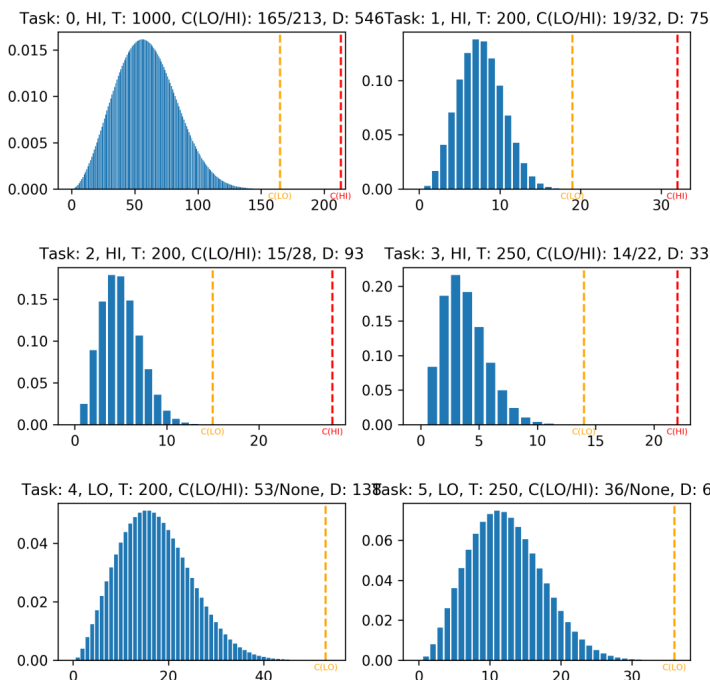 Task: 0, HI, T: 1000, C(LO/HI): 165/213, D: 546
0.015
0.010
0.005
0.000
0
50
100
150
200
C(LO)
C(HI)
Task: 1, HI, T: 200, C(LO/HI): 19/32, D: 75
0.10
0.05
0.00
0
10
20
30
C(LO)
C(HI)
Task: 2, HI, T: 200, C(LO/HI): 15/28, D: 93
0.15
0.10
0.05
0.00
0
10
20
C(LO)
C(HI)
Task: 3, HI, T: 250, C(LO/HI): 14/22, D: 33
0.20
0.15
0.10
0.05
0.00
0
5
10
15
20
C(LO)
C(HI)
Task: 4, LO, T: 200, C(LO/HI): 53/None, D: 138
0.04
0.02
0.00
0
20
40
C(LO)
Task: 5, LO, T: 250, C(LO/HI): 36/None, D: 6
0.06
0.04
0.02
0.00
0
10
20
30
C(LO)